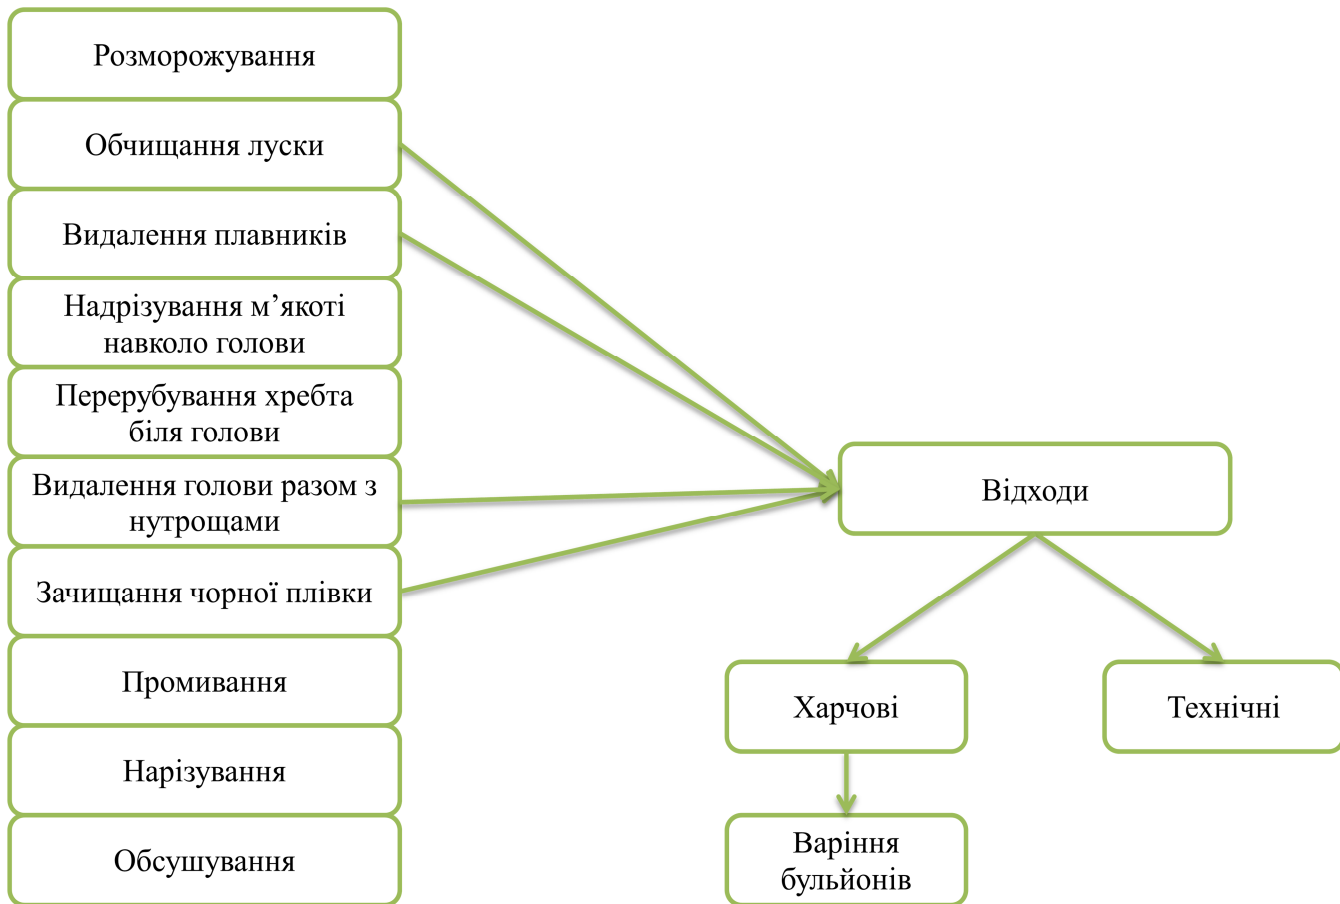 Розморожування
Обчищання луски
Видалення плавників
Надрізування м’якоті
навколо голови
Перерубування хребта
біля голови
Видалення голови разом з
нутрощами
Зачищання чорної плівки
Промивання
Нарізування
Обсушування
Відходи
Харчові
Технічні
Варіння
бульйонів